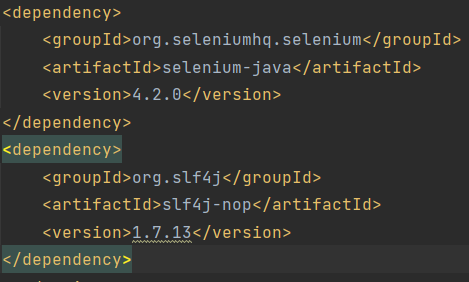 <dependency>
    <groupId>org.seleniumhq.selenium</groupId>
    <artifactId>selenium-java</artifactId>
    <version>4.2.0</version>
</dependency>
<dependency>
    <groupId>org.slf4j</groupId>
    <artifactId>slf4j-nop</artifactId>
    <version>1.7.13</version>
</dependency>